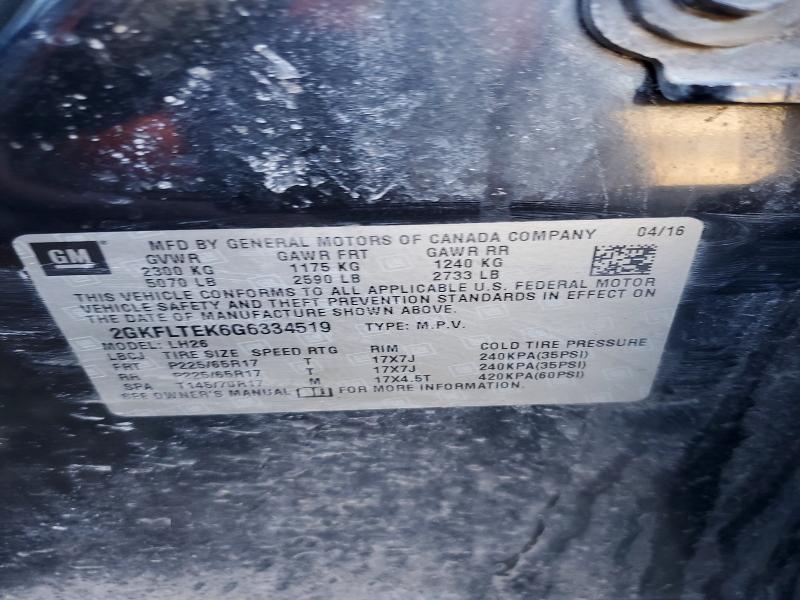 GM MFD BY GENERAL MOTORS OF CANADA COMPANY 04/16
GVWR GAWR FRT GAWR RR
2300 KG 1175 KG 1240 KG
5070 LB 2590 LB 2733 LB
THIS VEHICLE CONFORMS TO ALL APPLICABLE U.S. FEDERAL MOTOR
VEHICLE SAFETY AND THEFT PREVENTION STANDARDS IN EFFECT ON
THE DATE OF MANUFACTURE SHOWN ABOVE.
2GKFLTEK6G6334519 TYPE: M.P.V.
MODEL: LH26
LBCJ TIRE SIZE SPEED RTG RIM COLD TIRE PRESSURE
FRT P225/65R17 T 17X7J 240KPA(35PSI)
RR P225/65R17 T 17X7J 240KPA(35PSI)
SPA T145/70R17 M 17X4.5T 420KPA(60PSI)
SEE OWNER'S MANUAL FOR MORE INFORMATION.